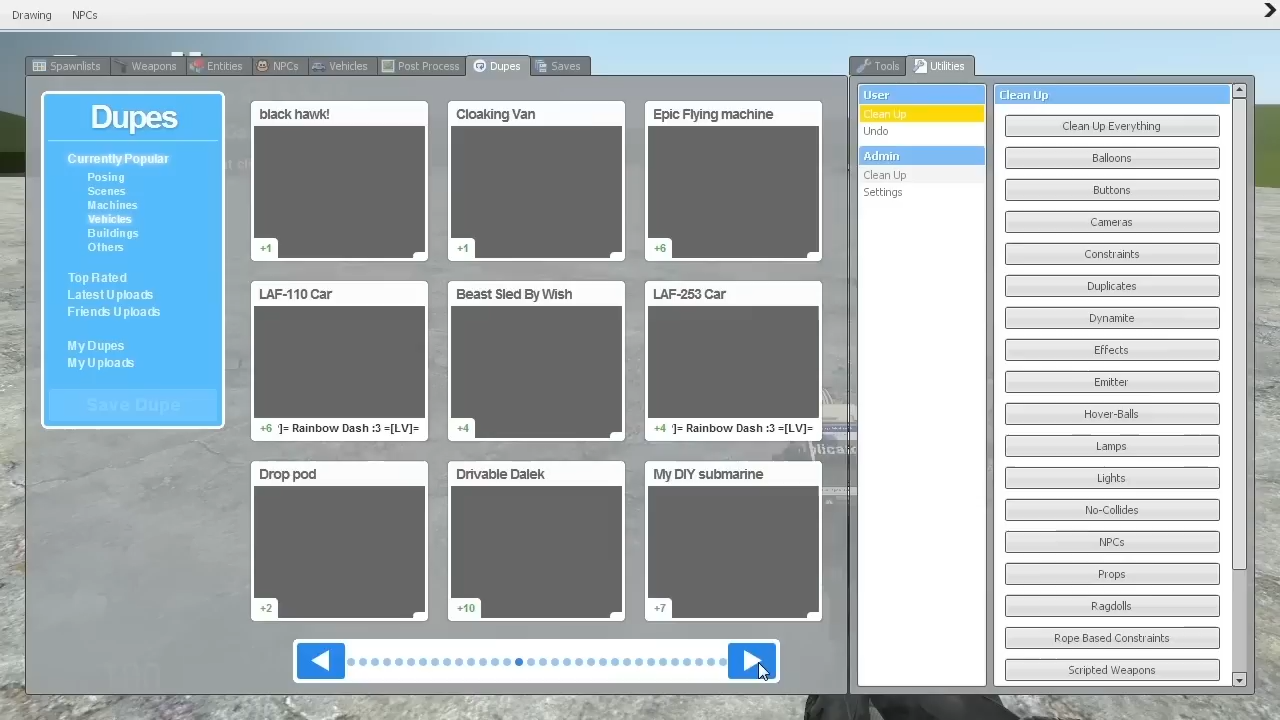 Drawing NPCs
Spawnlists Weapons Entities NPCs Vehicles Post Process Dupes Saves
Tools Utilities
Dupes
Currently Popular
Posing
Scenes
Machines
Vehicles
Buildings
Others
Top Rated
Latest Uploads
Friends Uploads
My Dupes
My Uploads
Save Dupe
black hawk!
+1
Cloaking Van
+1
Epic Flying machine
+6
LAF-110 Car
+6 ']= Rainbow Dash :3 =[LV]=
Beast Sled By Wish
+4
LAF-253 Car
+4 ']= Rainbow Dash :3 =[LV]=
Drop pod
+2
Drivable Dalek
+10
My DIY submarine
+7
User
Clean Up
Undo
Admin
Clean Up
Settings
Clean Up
Clean Up Everything
Balloons
Buttons
Cameras
Constraints
Duplicates
Dynamite
Effects
Emitter
Hover-Balls
Lamps
Lights
No-Collides
NPCs
Props
Ragdolls
Rope Based Constraints
Scripted Weapons